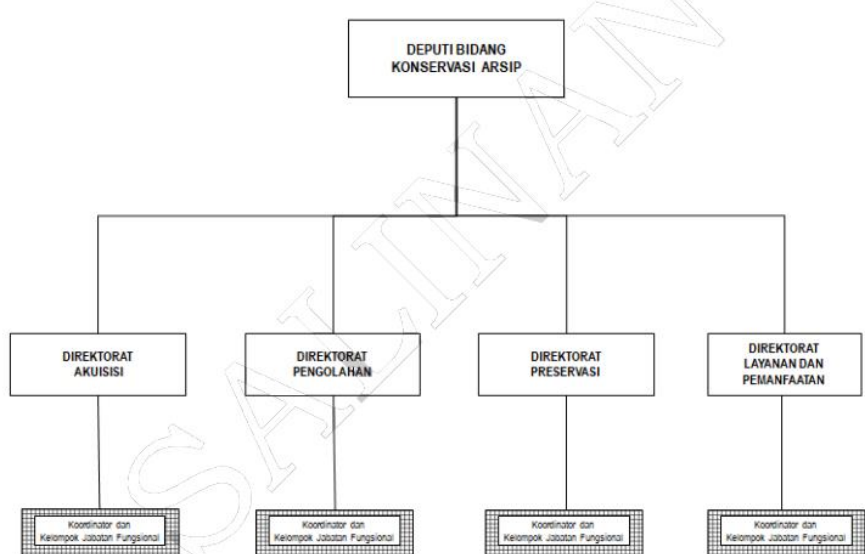 DEPUTI BIDANG
KONSERVASI ARSIP
SALINAN
DIREKTORAT
AKUISISI
DIREKTORAT
PENGOLAHAN
DIREKTORAT
PRESERVASI
DIREKTORAT
LAYANAN DAN
PEMANFAATAN
Koordinator dan
Kelompok Jabatan Fungsional
Koordinator dan
Kelompok Jabatan Fungsional
Koordinator dan
Kelompok Jabatan Fungsional
Koordinator dan
Kelompok Jabatan Fungsional